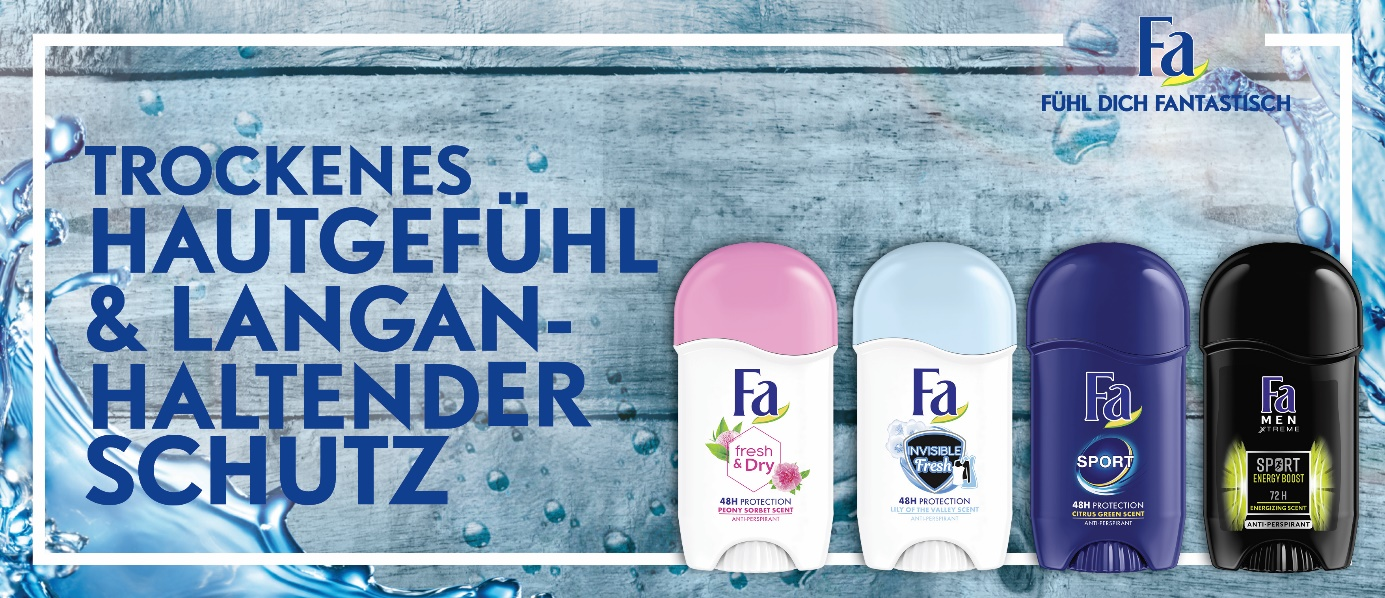 Fa
FÜHL DICH FANTASTISCH
TROCKENES
HAUTGEFÜHL
& LANGAN-
HALTENDER
SCHUTZ
Fa
fresh
& Dry
48H PROTECTION
PEONY SORBET SCENT
ANTI-PERSPIRANT
Fa
INVISIBLE
Fresh
48H PROTECTION
LILY OF THE VALLEY SCENT
ANTI-PERSPIRANT
Fa
SPORT
48H PROTECTION
CITRUS GREEN SCENT
ANTI-PERSPIRANT
Fa
MEN
XTREME
SPORT
ENERGY BOOST
72 H
ENERGIZING SCENT
ANTI-PERSPIRANT